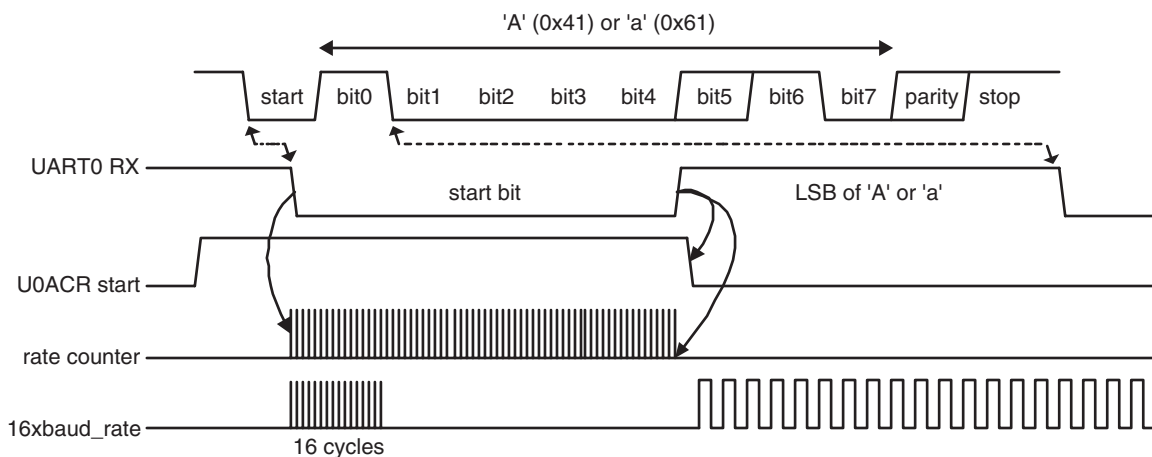 'A' (0x41) or 'a' (0x61)
start bit0 bit1 bit2 bit3 bit4 bit5 bit6 bit7 parity stop
UART0 RX
start bit LSB of 'A' or 'a'
U0ACR start
rate counter
16xbaud_rate
16 cycles